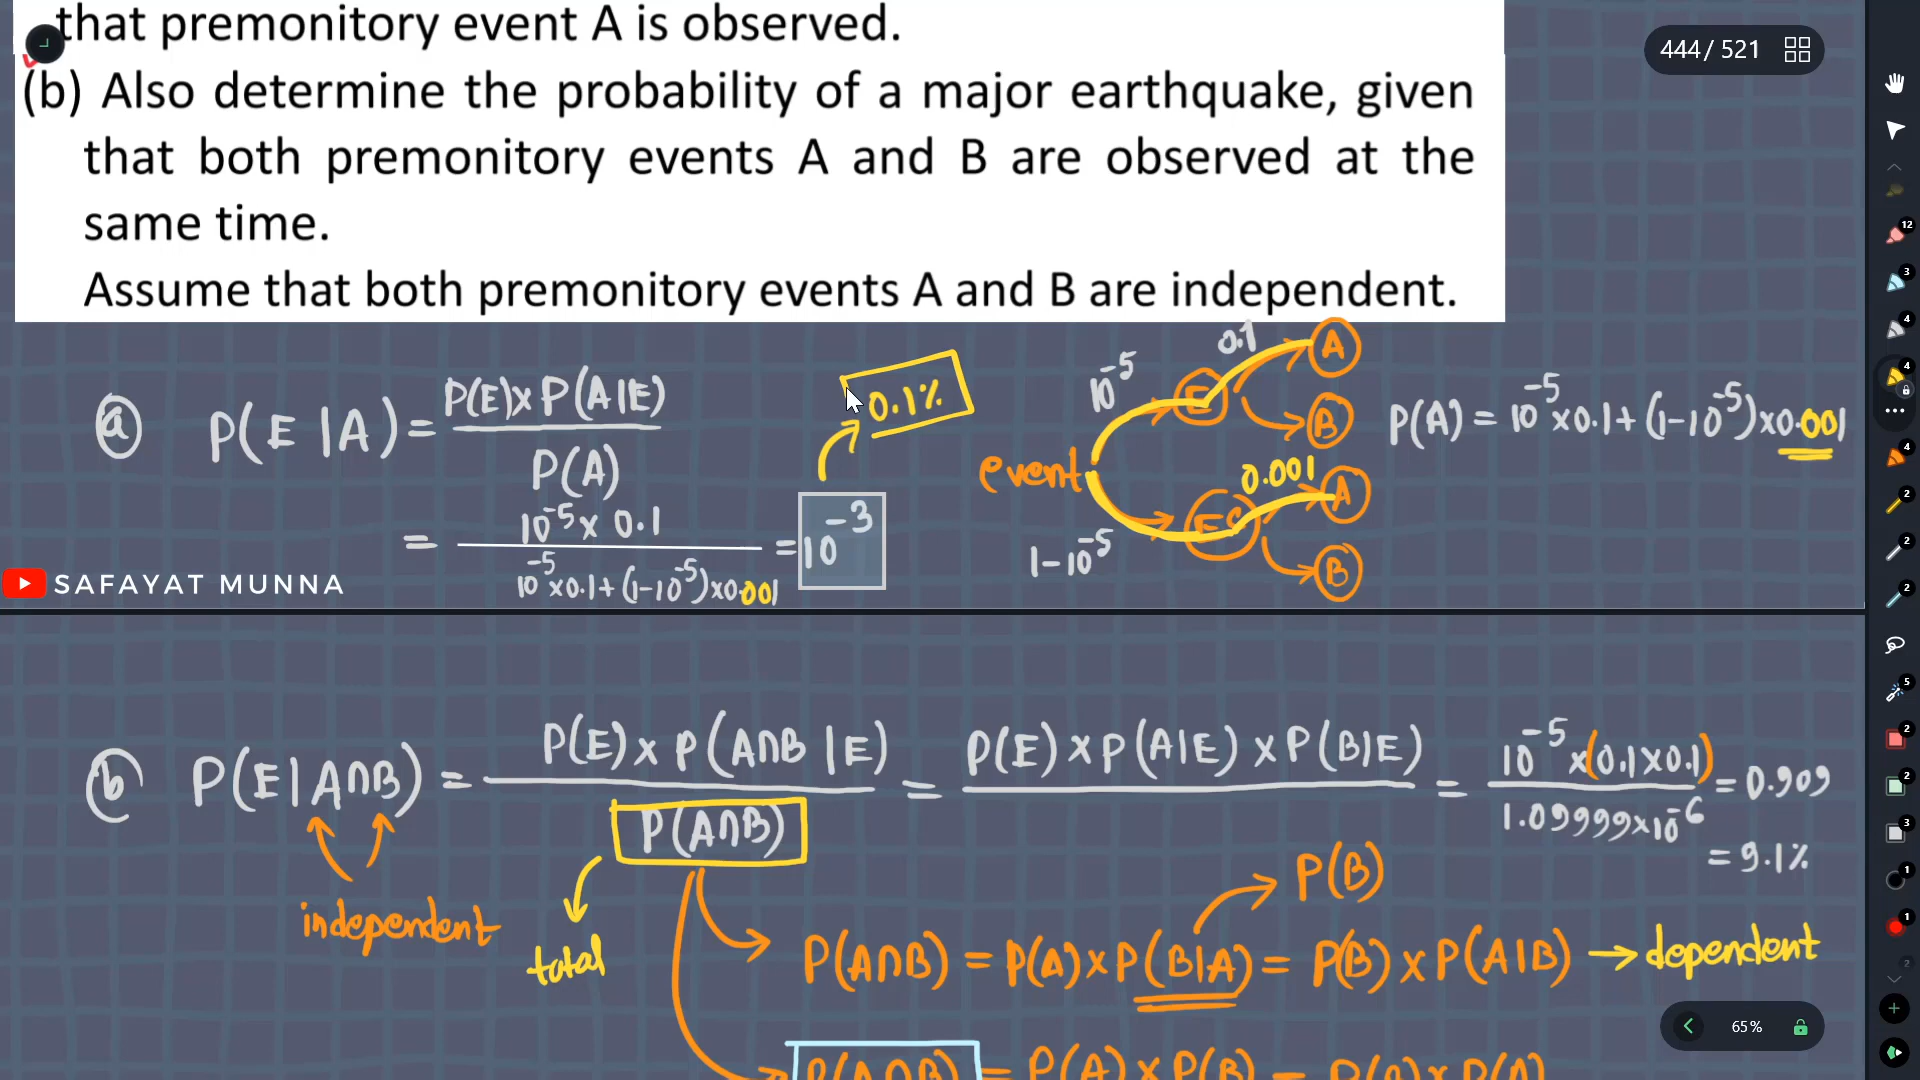 that premonitory event A is observed.
444 / 521
(b) Also determine the probability of a major earthquake, given
that both premonitory events A and B are observed at the
same time.
Assume that both premonitory events A and B are independent.
(a) P(E|A) = P(E)×P(A|E) / P(A)
= 10^-5 × 0.1 / 10^-5×0.1+(1-10^-5)×0.001 = 10^-3
0.1%
event
10^-5
E
0.1
A
B
1-10^-5
E^c
0.001
A
B
P(A) = 10^-5×0.1+(1-10^-5)×0.001
SAFAYAT MUNNA
(b) P(E|A∩B) = P(E)×P(A∩B|E) / P(A∩B) = P(E)×P(A|E)×P(B|E) = 10^-5×(0.1×0.1) / 1.09999×10^-6 = 0.909
= 9.1%
independent
total
P(B)
P(A∩B) = P(A)×P(B|A) = P(B)×P(A|B) → dependent
P(A∩B) = P(A)×P(B) =
65%